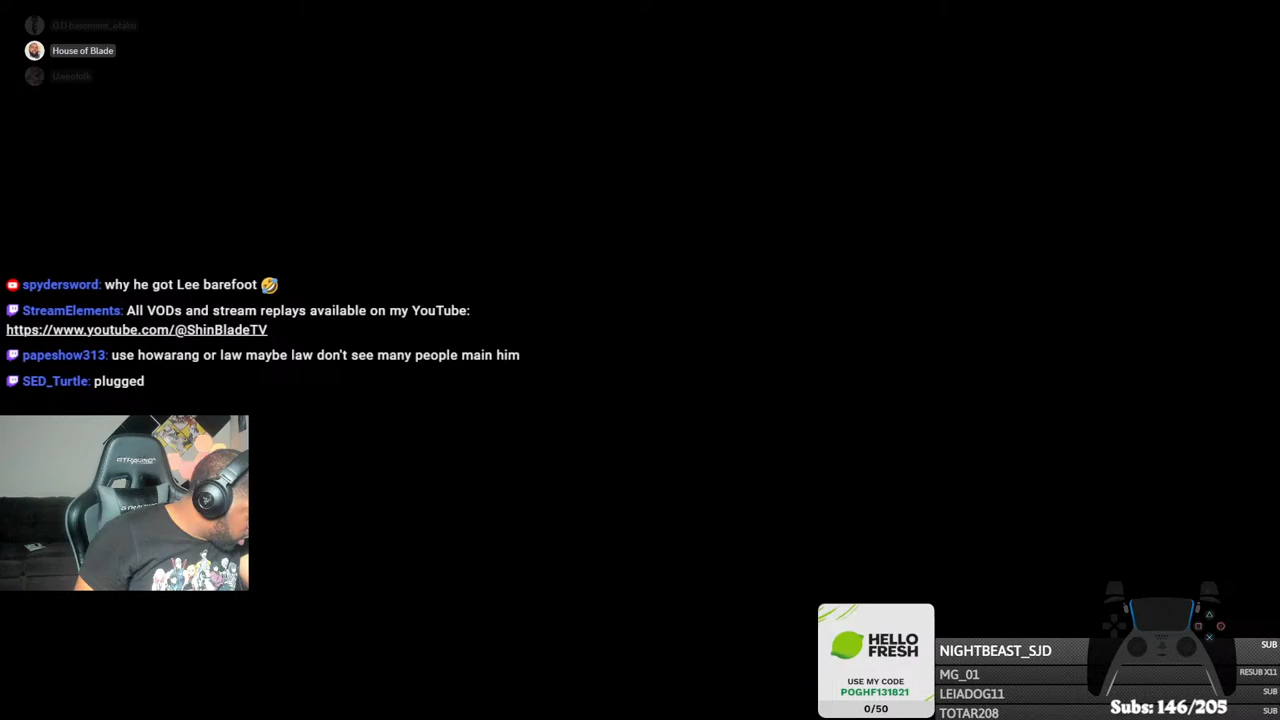 O.D basement_otaku
House of Blade
Uweefolk
spydersword: why he got Lee barefoot 🤣
StreamElements: All VODs and stream replays available on my YouTube:
https://www.youtube.com/@ShinBladeTV
papeshow313: use howarang or law maybe law don't see many people main him
SED_Turtle: plugged
GTRACING
HELLO
FRESH
USE MY CODE
POGHF131821
0/50
NIGHTBEAST_SJD SUB
MG_01 RESUB X11
LEIADOG11 SUB
TOTAR208 SUB
Subs: 146/205